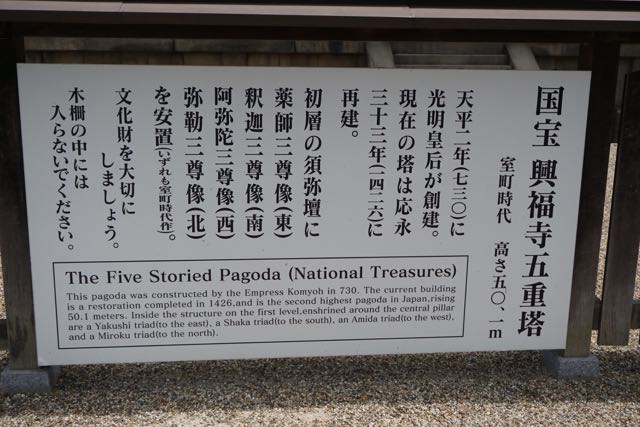 国宝 興福寺五重塔
室町時代 高さ五〇、一m
天平二年(七三〇)に
光明皇后が創建。
現在の塔は応永
三十三年(一四二六)に
再建。
初層の須弥壇に
薬師三尊像(東)
釈迦三尊像(南)
阿弥陀三尊像(西)
弥勒三尊像(北)
を安置(いずれも室町時代作)。
文化財を大切に
しましょう。
木柵の中には
入らないでください。
The Five Storied Pagoda (National Treasures)
This pagoda was constructed by the Empress Komyoh in 730. The current building
is a restoration completed in 1426,and is the second highest pagoda in Japan,rising
50.1 meters. Inside the structure on the first level,enshrined around the central pillar
are a Yakushi triad(to the east), a Shaka triad(to the south), an Amida triad(to the west),
and a Miroku triad(to the north).